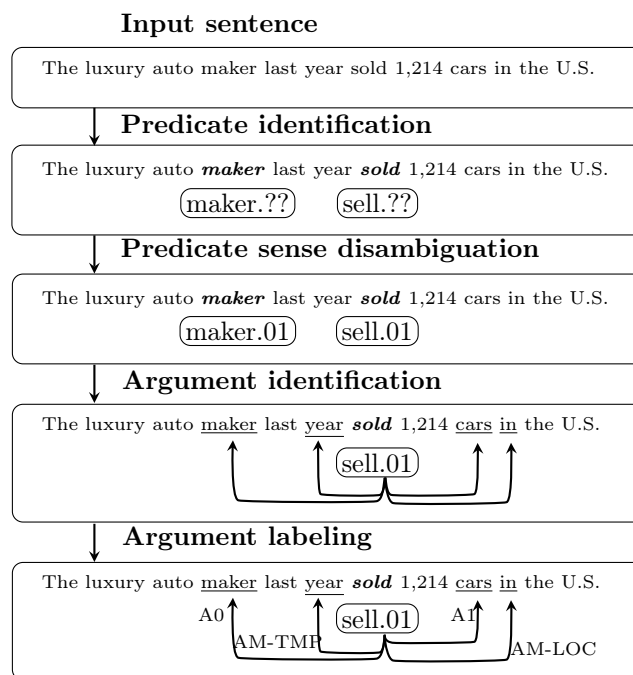 Input sentence
The luxury auto maker last year sold 1,214 cars in the U.S.
Predicate identification
The luxury auto maker last year sold 1,214 cars in the U.S.
maker.?? sell.??
Predicate sense disambiguation
The luxury auto maker last year sold 1,214 cars in the U.S.
maker.01 sell.01
Argument identification
The luxury auto maker last year sold 1,214 cars in the U.S.
sell.01
Argument labeling
The luxury auto maker last year sold 1,214 cars in the U.S.
A0 sell.01 A1
AM-TMP AM-LOC